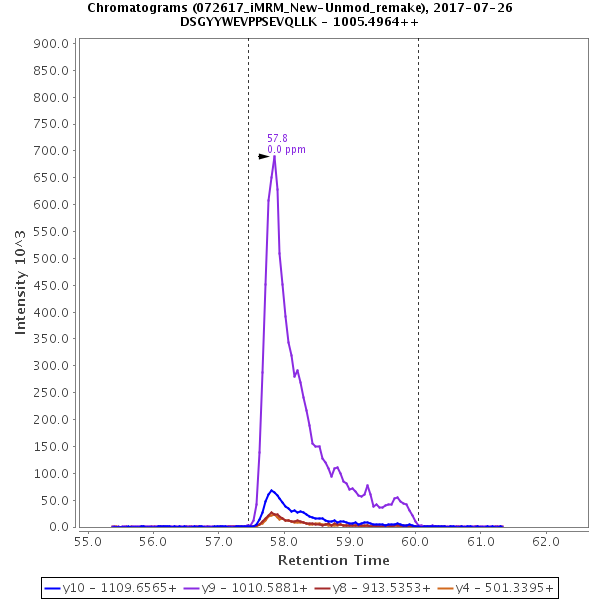 Chromatograms (072617_iMRM_New-Unmod_remake), 2017-07-26
DSGYYWEVPPSEVQLLK - 1005.4964++
900.0
850.0
800.0
750.0
700.0
650.0
600.0
550.0
500.0
450.0
400.0
350.0
300.0
250.0
200.0
150.0
100.0
50.0
0.0
Intensity 10^3
57.8
0.0 ppm
55.0 56.0 57.0 58.0 59.0 60.0 61.0 62.0
Retention Time
y10 - 1109.6565+ y9 - 1010.5881+ y8 - 913.5353+ y4 - 501.3395+